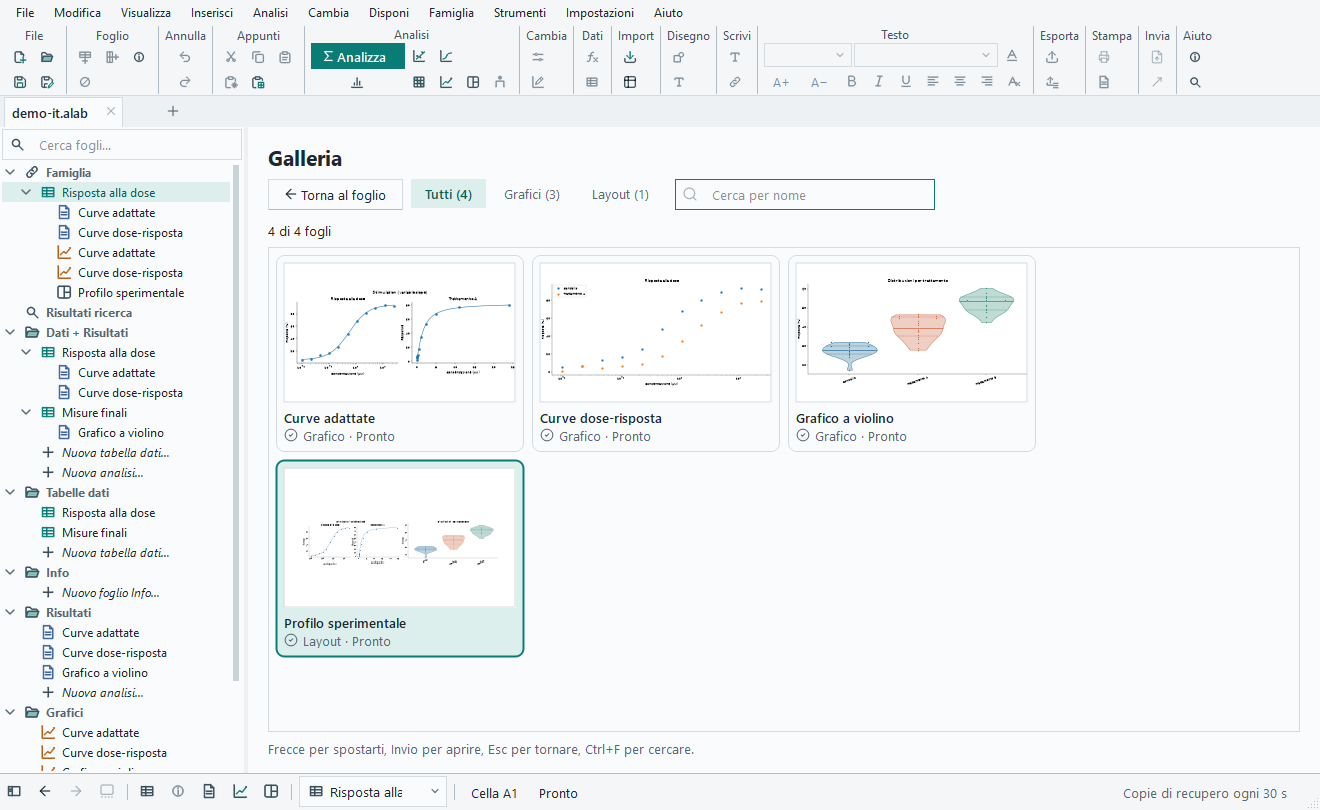 File Modifica Visualizza Inserisci Analisi Cambia Disponi Famiglia Strumenti Impostazioni Aiuto
File Foglio Annulla Appunti Analisi Cambia Dati Import Disegno Scrivi Testo Esporta Stampa Invia Aiuto
Σ Analizza
A+ A− B I U
demo-it.alab
Cerca fogli...
Famiglia
Risposta alla dose
Curve adattate
Curve dose-risposta
Curve adattate
Curve dose-risposta
Profilo sperimentale
Risultati ricerca
Dati + Risultati
Risposta alla dose
Curve adattate
Curve dose-risposta
Misure finali
Grafico a violino
Nuova tabella dati...
Nuova analisi...
Tabelle dati
Risposta alla dose
Misure finali
Nuova tabella dati...
Info
Nuovo foglio Info...
Risultati
Curve adattate
Curve dose-risposta
Grafico a violino
Nuova analisi...
Grafici
Curve adattate
Curve dose-risposta
Galleria
Torna al foglio Tutti (4) Grafici (3) Layout (1) Cerca per nome
4 di 4 fogli
Risposta alla dose
Curve adattate
Grafico · Pronto
Risposta alla dose
Curve dose-risposta
Grafico · Pronto
Distribuzioni per trattamento
Grafico a violino
Grafico · Pronto
Profilo sperimentale
Layout · Pronto
Frecce per spostarti, Invio per aprire, Esc per tornare, Ctrl+F per cercare.
Risposta alla Cella A1 Pronto Copie di recupero ogni 30 s